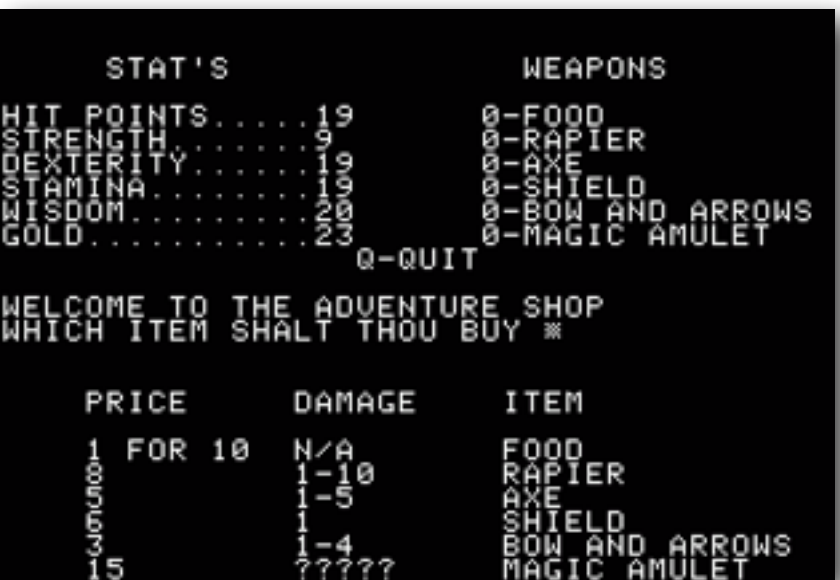 STAT'S WEAPONS
HIT POINTS.....19 0-FOOD
STRENGTH.......9 0-RAPIER
DEXTERITY......19 0-AXE
STAMINA........19 0-SHIELD
WISDOM.........20 0-BOW AND ARROWS
GOLD...........23 0-MAGIC AMULET
Q-QUIT
WELCOME TO THE ADVENTURE SHOP
WHICH ITEM SHALT THOU BUY
PRICE DAMAGE ITEM
1 FOR 10 N/A FOOD
8 1-10 RAPIER
5 1-5 AXE
6 1 SHIELD
3 1-4 BOW AND ARROWS
15 ????? MAGIC AMULET